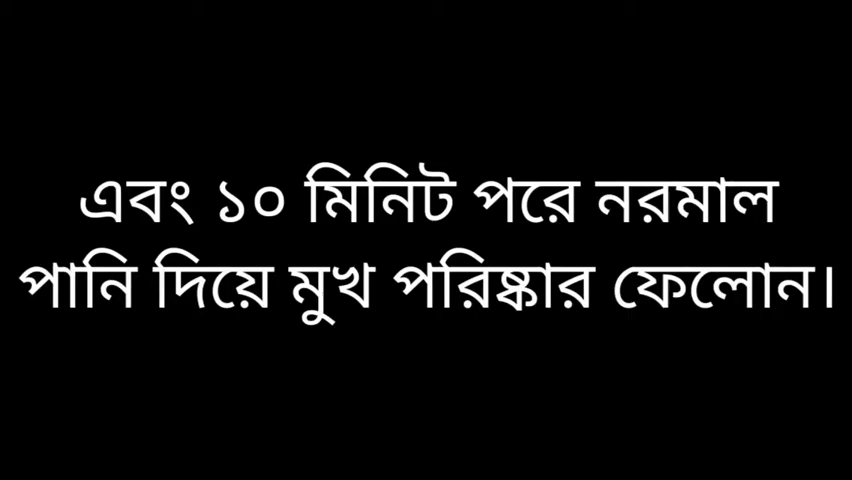 এবং ১০ মিনিট পরে নরমাল
পানি দিয়ে মুখ পরিষ্কার ফেলোন।